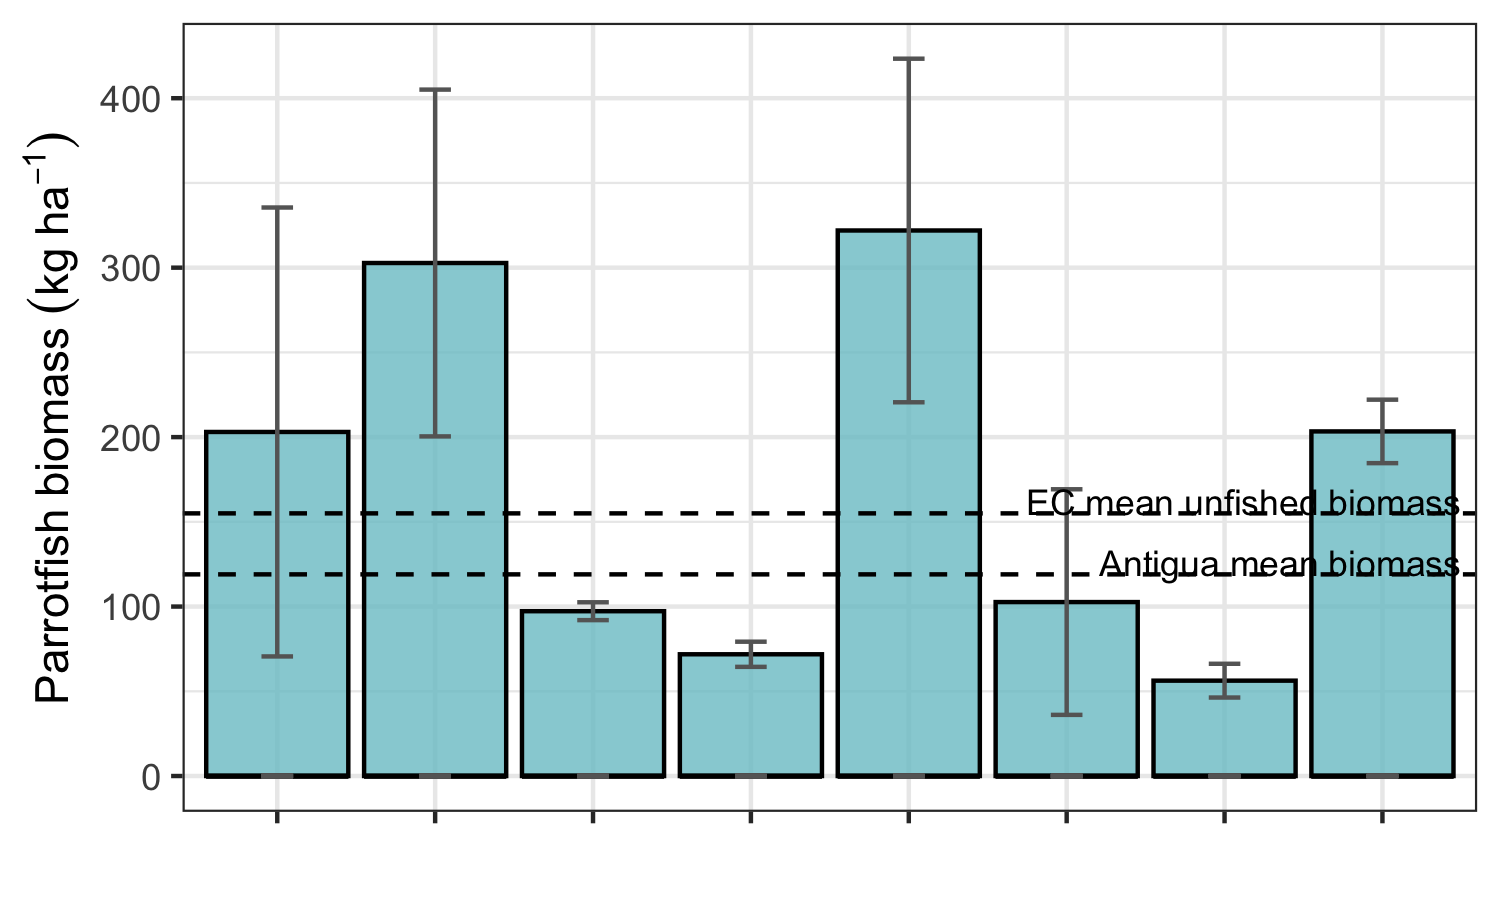 Parrotfish biomass (kg ha⁻¹)
400
300
200
100
0
EC mean unfished biomass
Antigua mean biomass